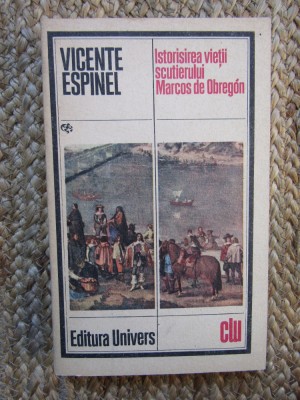 VICENTE
ESPINEL
Istorisirea vieții
scutierului
Marcos de Obregón
Editura Univers
clu